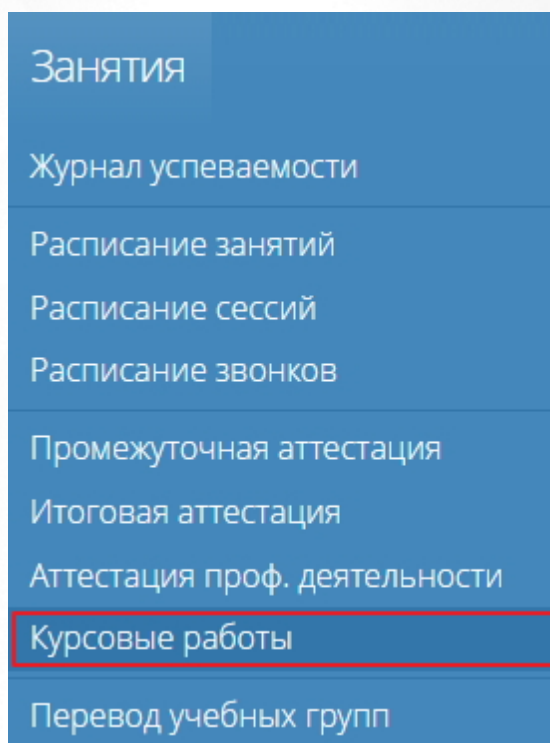 Занятия
Журнал успеваемости
Расписание занятий
Расписание сессий
Расписание звонков
Промежуточная аттестация
Итоговая аттестация
Аттестация проф. деятельности
Курсовые работы
Перевод учебных групп